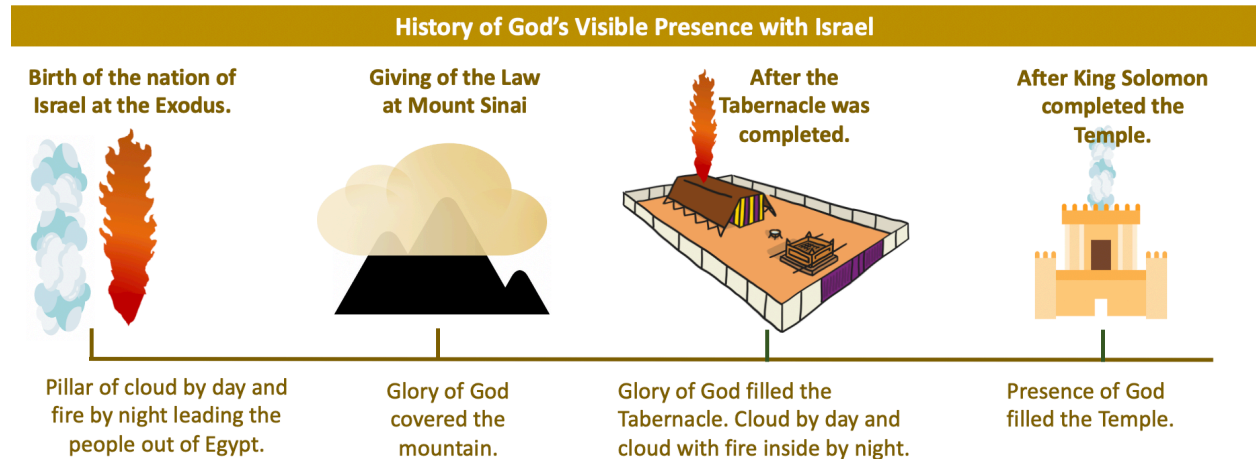 History of God's Visible Presence with Israel
Birth of the nation of
Israel at the Exodus.
Giving of the Law
at Mount Sinai
After the
Tabernacle was
completed.
After King Solomon
completed the
Temple.
Pillar of cloud by day and
fire by night leading the
people out of Egypt.
Glory of God
covered the
mountain.
Glory of God filled the
Tabernacle. Cloud by day and
cloud with fire inside by night.
Presence of God
filled the Temple.